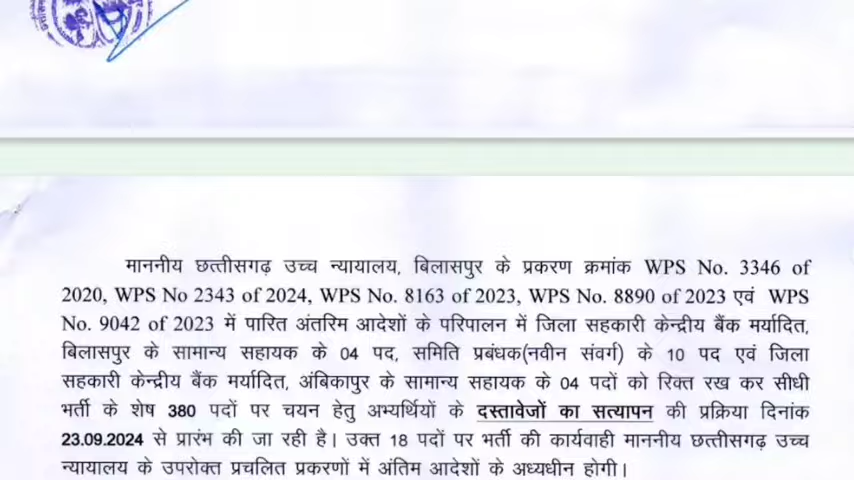 माननीय छत्तीसगढ़ उच्च न्यायालय, बिलासपुर के प्रकरण क्रमांक WPS No. 3346 of
2020, WPS No 2343 of 2024, WPS No. 8163 of 2023, WPS No. 8890 of 2023 एवं WPS
No. 9042 of 2023 में पारित अंतरिम आदेशों के परिपालन में जिला सहकारी केन्द्रीय बैंक मर्यादित,
बिलासपुर के सामान्य सहायक के 04 पद, समिति प्रबंधक(नवीन संवर्ग) के 10 पद एवं जिला
सहकारी केन्द्रीय बैंक मर्यादित, अंबिकापुर के सामान्य सहायक के 04 पदों को रिक्त रख कर सीधी
भर्ती के शेष 380 पदों पर चयन हेतु अभ्यर्थियों के दस्तावेजों का सत्यापन की प्रक्रिया दिनांक
23.09.2024 से प्रारंभ की जा रही है। उक्त 18 पदों पर भर्ती की कार्यवाही माननीय छत्तीसगढ़ उच्च
न्यायालय के उपरोक्त प्रचलित प्रकरणों में अंतिम आदेशों के अध्यधीन होगी।